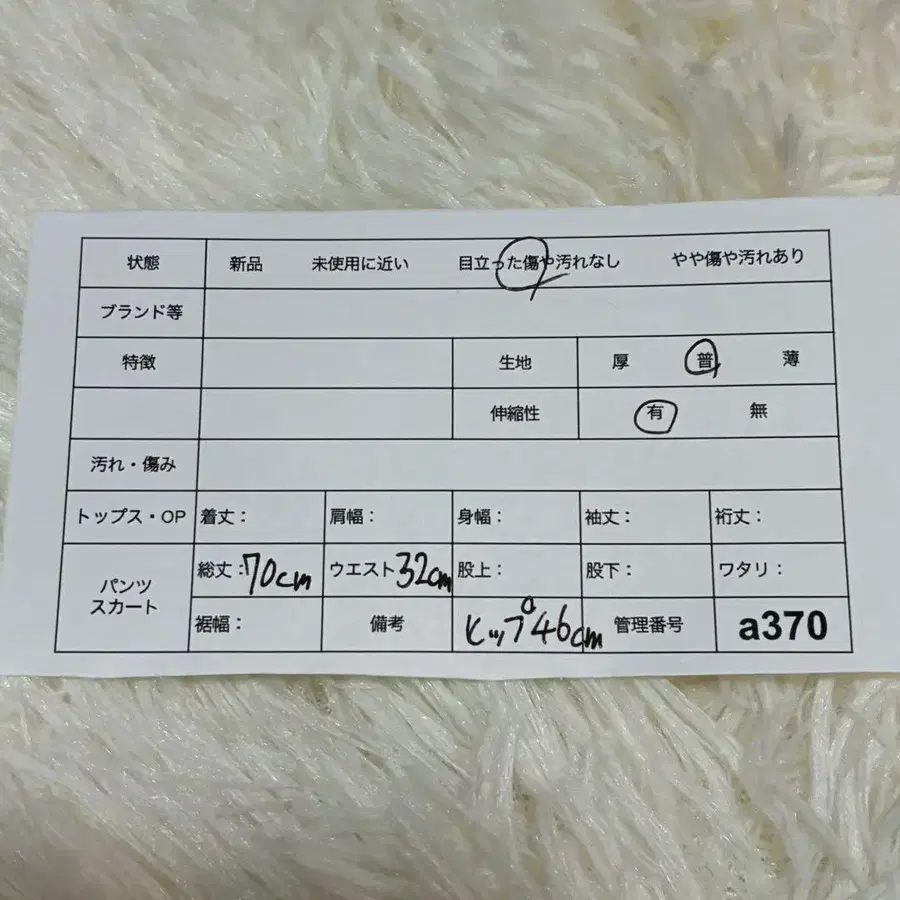 状態 新品 未使用に近い 目立った傷や汚れなし やや傷や汚れあり
ブランド等
特徴 生地 厚 普 薄
伸縮性 有 無
汚れ・傷み
トップス・OP 着丈： 肩幅： 身幅： 袖丈： 裄丈：
パンツ
スカート
総丈：70cm ウエスト32cm 股上： 股下： ワタリ：
裾幅： 備考 ヒップ46cm 管理番号 a370